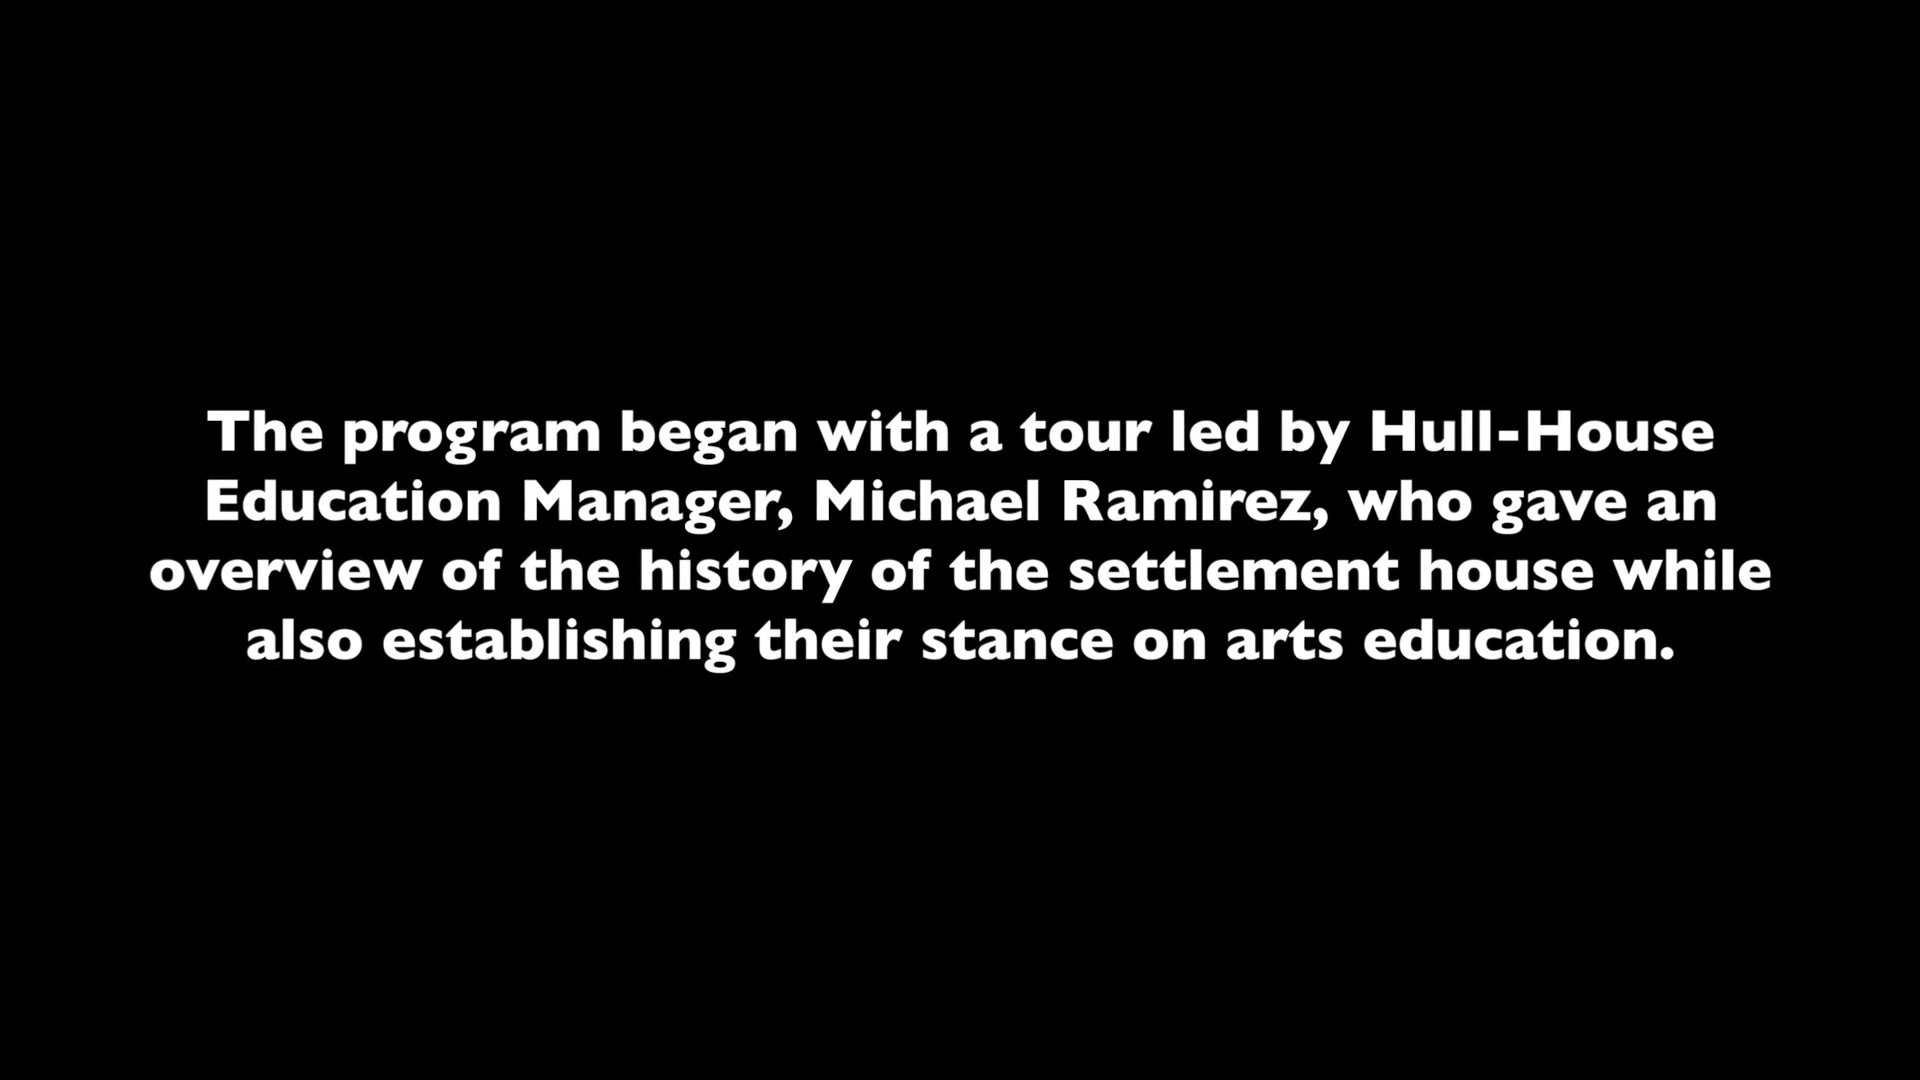 The program began with a tour led by Hull-House
Education Manager, Michael Ramirez, who gave an
overview of the history of the settlement house while
also establishing their stance on arts education.